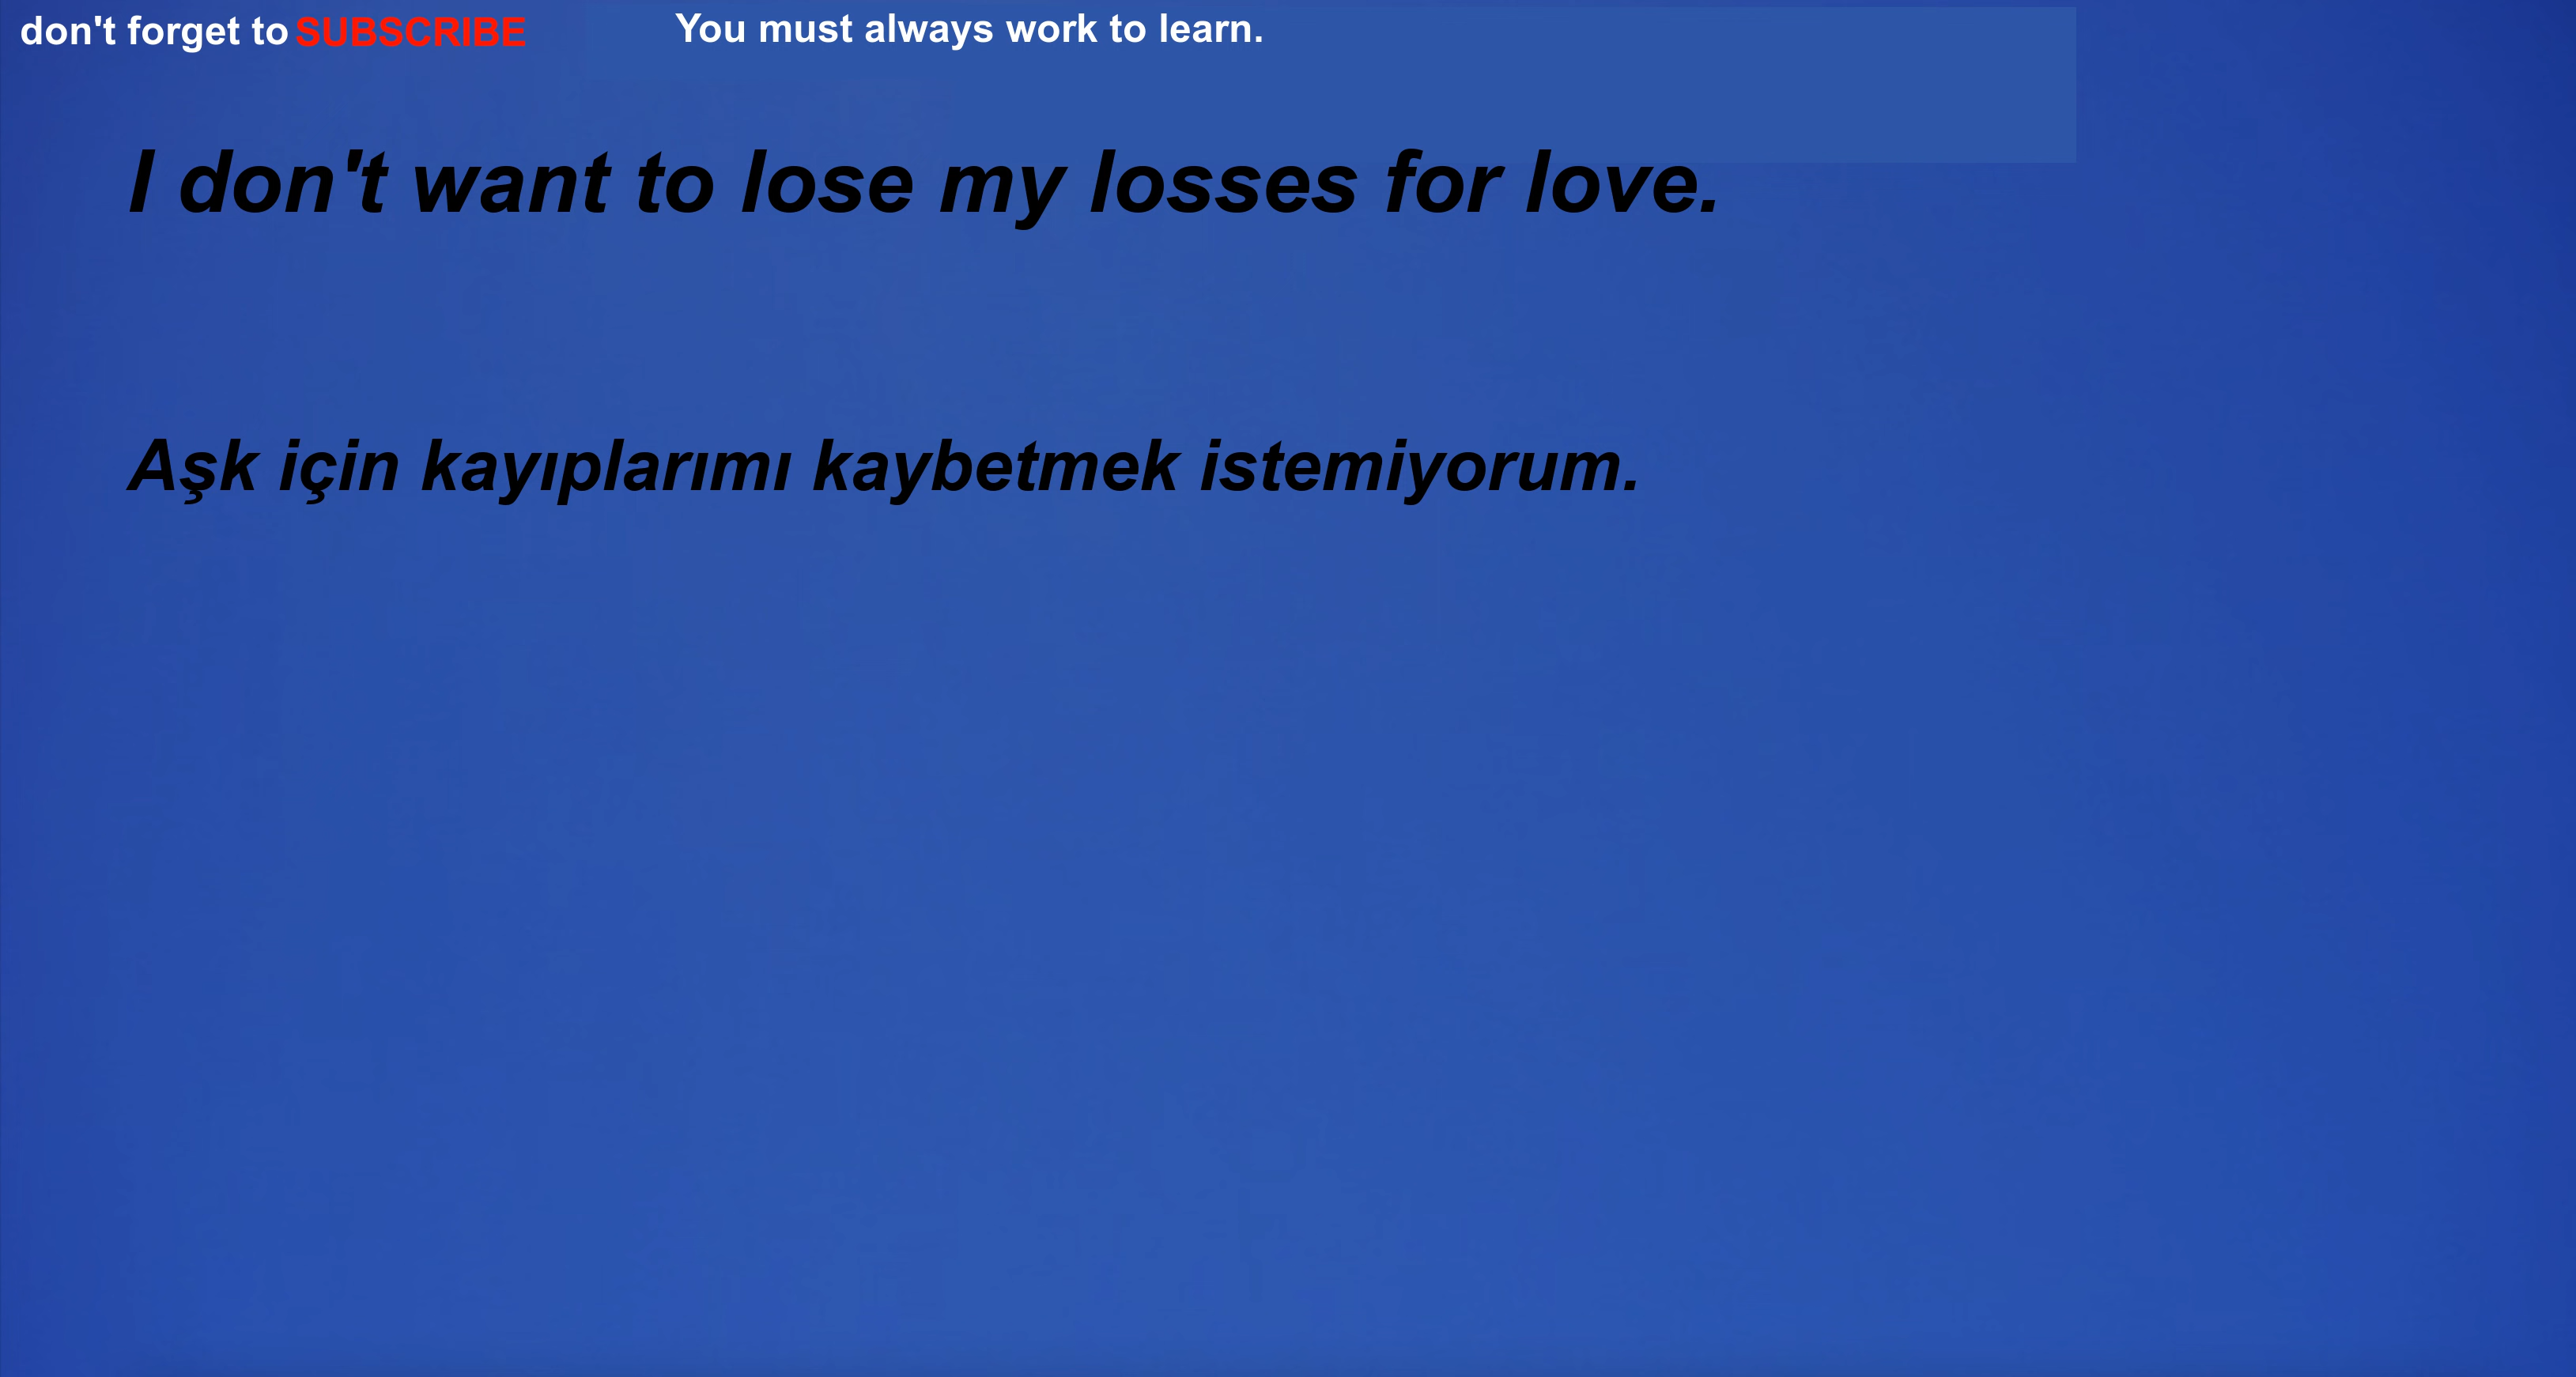 don't forget to SUBSCRIBE You must always work to learn.
I don't want to lose my losses for love.
Aşk için kayıplarımı kaybetmek istemiyorum.